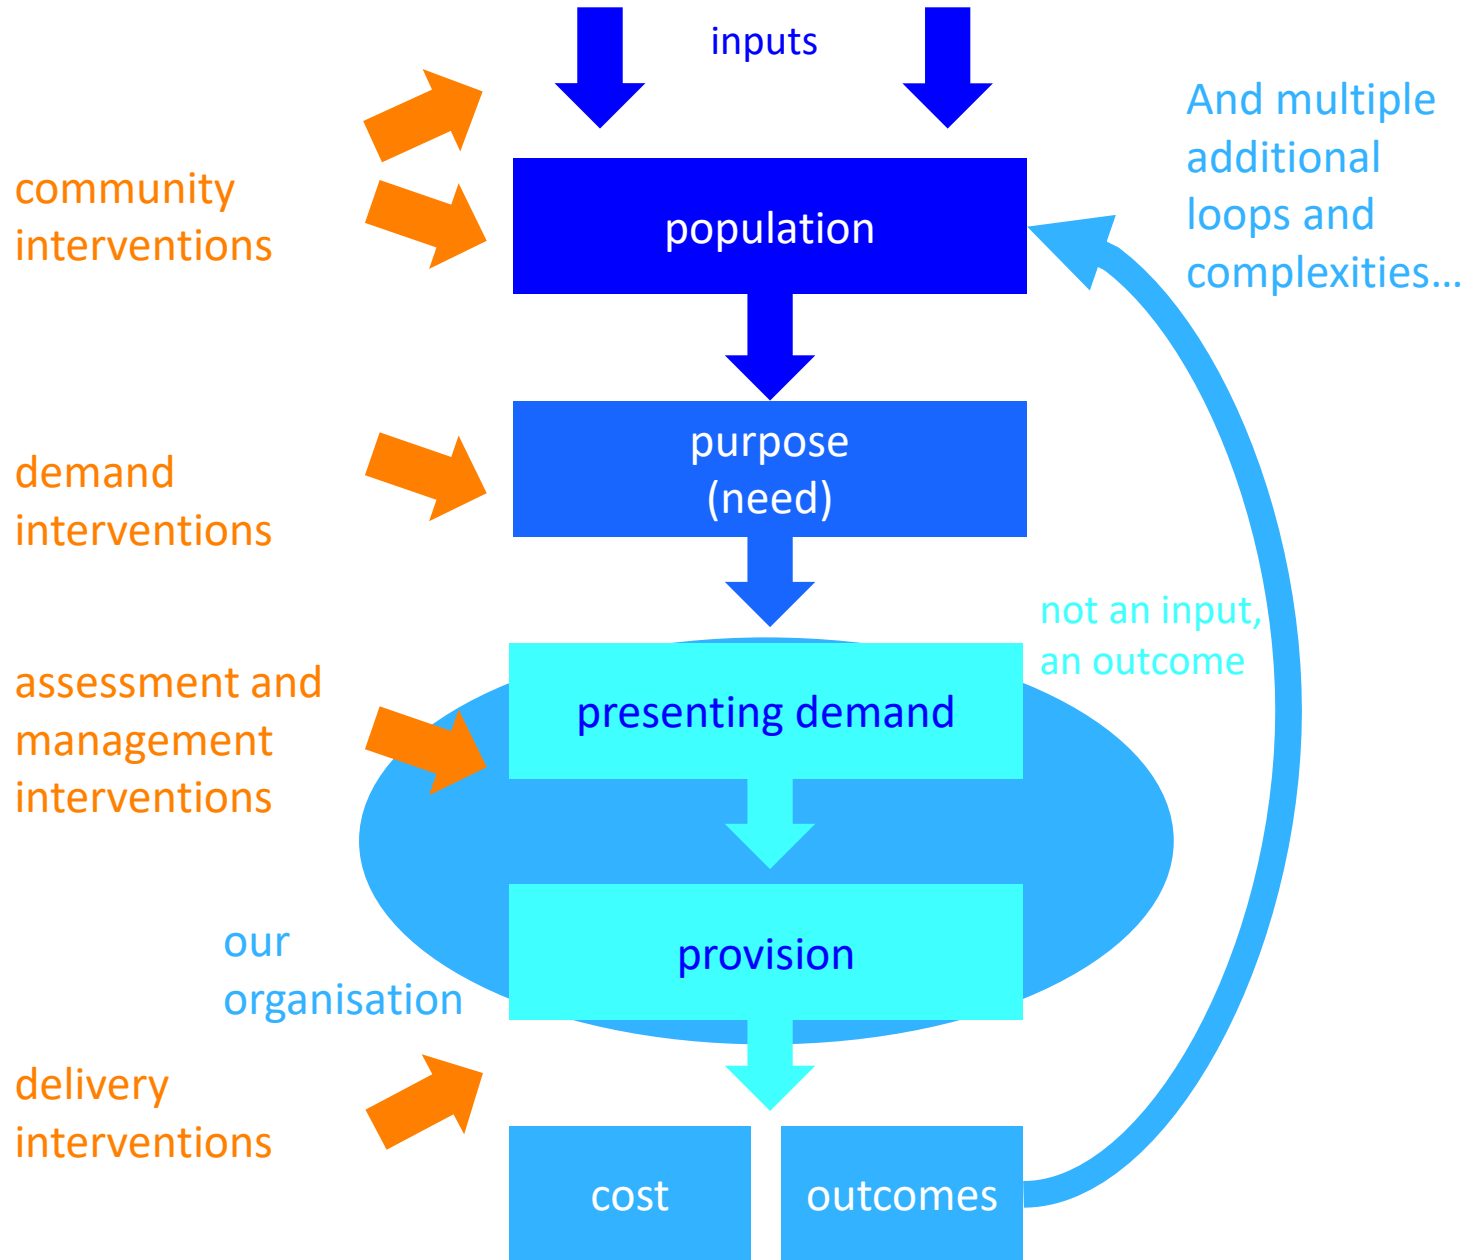 inputs
And multiple
additional
loops and
complexities...
community
interventions
population
purpose
(need)
demand
interventions
not an input,
an outcome
assessment and
management
interventions
presenting demand
our
organisation
provision
delivery
interventions
cost
outcomes